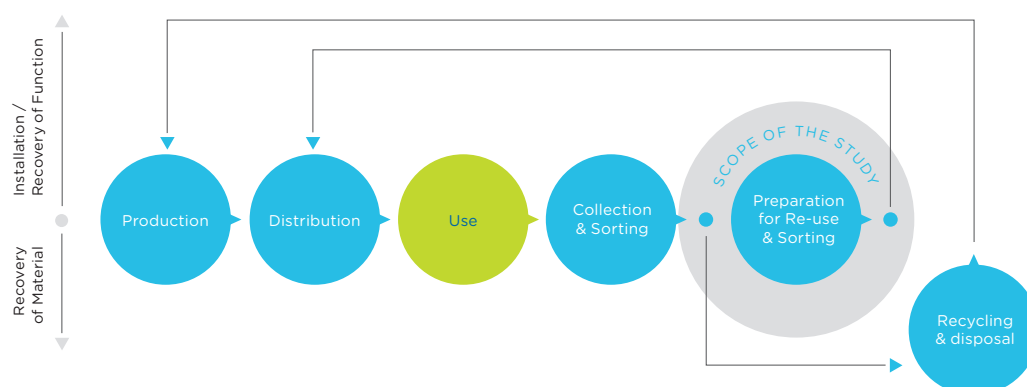 Installation /
Recovery of Function
Recovery
of Material
Production
Distribution
Use
Collection
& Sorting
SCOPE OF THE STUDY
Preparation
for Re-use
& Sorting
Recycling
& disposal